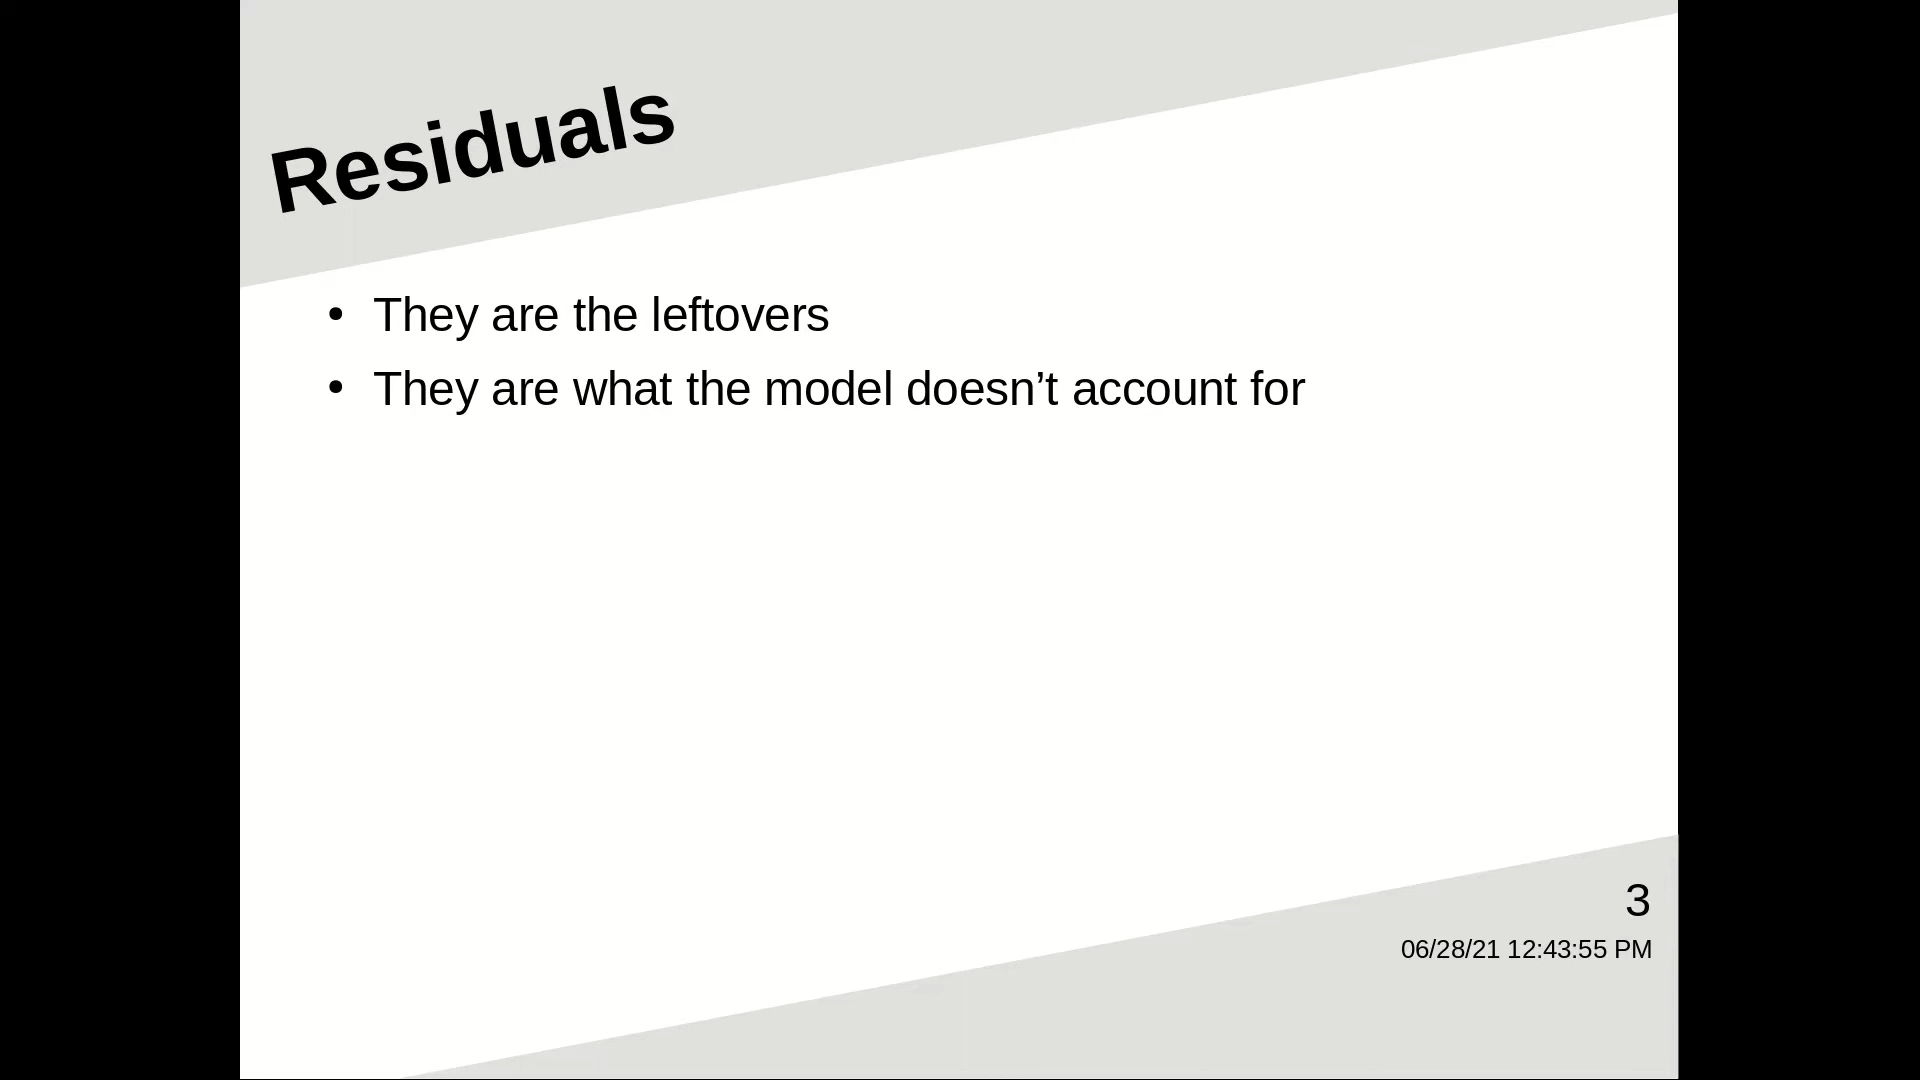 Residuals
• They are the leftovers
• They are what the model doesn’t account for
3
06/28/21 12:43:55 PM